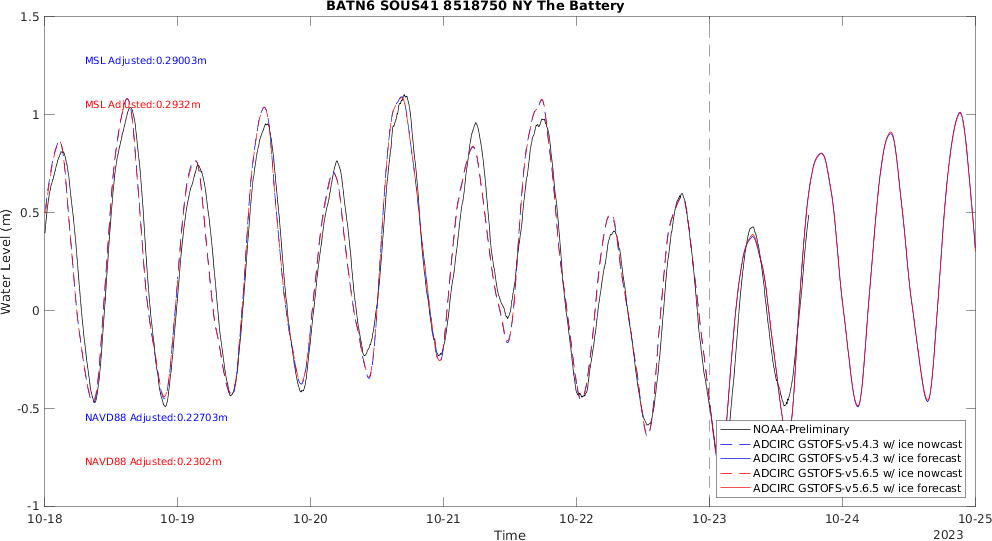 BATN6 SOUS41 8518750 NY The Battery
1.5
MSL Adjusted:0.29003m
MSL Adjusted:0.2932m
1
0.5
Water Level (m)
0
-0.5
NAVD88 Adjusted:0.22703m
NAVD88 Adjusted:0.2302m
-1
NOAA-Preliminary
ADCIRC GSTOFS-v5.4.3 w/ ice nowcast
ADCIRC GSTOFS-v5.4.3 w/ ice forecast
ADCIRC GSTOFS-v5.6.5 w/ ice nowcast
ADCIRC GSTOFS-v5.6.5 w/ ice forecast
10-18 10-19 10-20 10-21 10-22 10-23 10-24 10-25
Time
2023